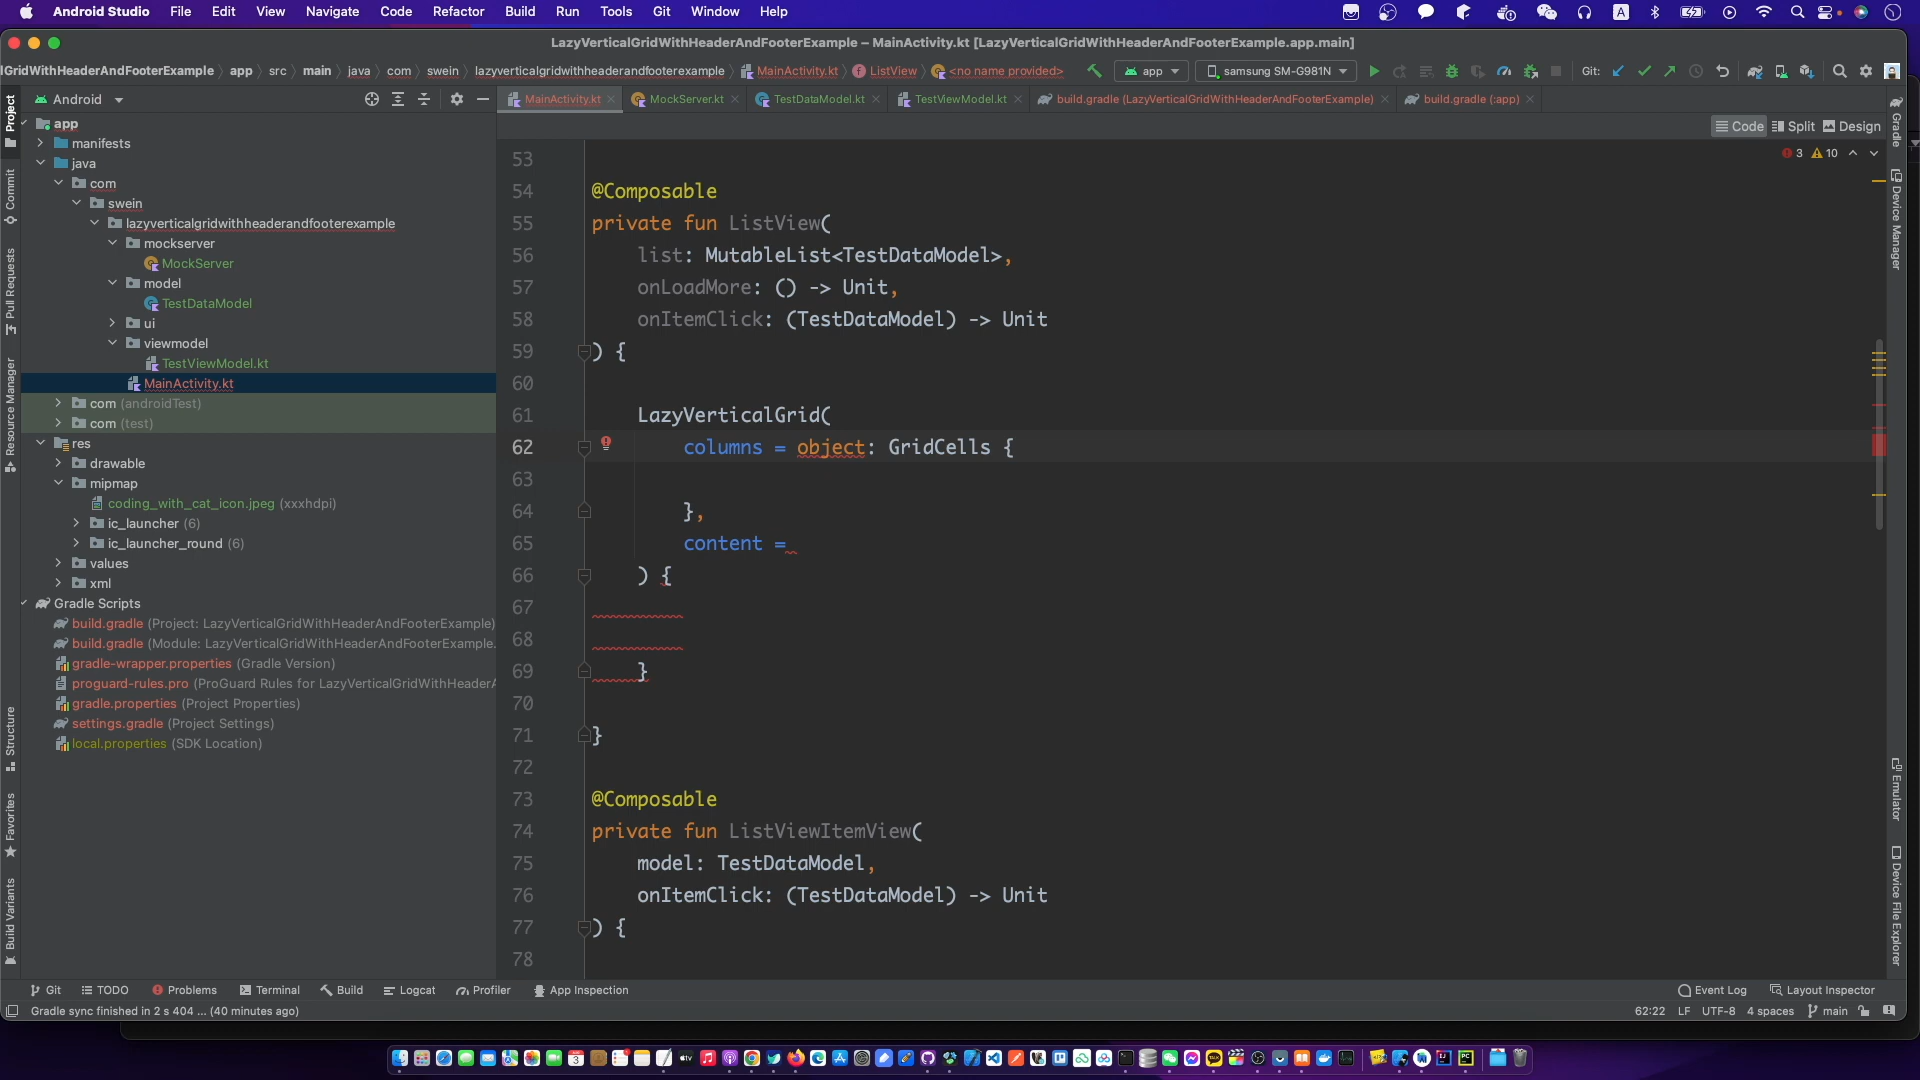 Android Studio File Edit View Navigate Code Refactor Build Run Tools Git Window Help
LazyVerticalGridWithHeaderAndFooterExample – MainActivity.kt [LazyVerticalGridWithHeaderAndFooterExample.app.main]
lGridWithHeaderAndFooterExample app src main java com swein lazyverticalgridwithheaderandfooterexample MainActivity.kt ListView <no name provided> app samsung SM-G981N Git:
Android
MainActivity.kt MockServer.kt TestDataModel.kt TestViewModel.kt build.gradle (LazyVerticalGridWithHeaderAndFooterExample) build.gradle (:app)
Code Split Design
3 10
Project
Commit
Pull Requests
Resource Manager
Structure
Favorites
Build Variants
app
manifests
java
com
swein
lazyverticalgridwithheaderandfooterexample
mockserver
MockServer
model
TestDataModel
ui
viewmodel
TestViewModel.kt
MainActivity.kt
com (androidTest)
com (test)
res
drawable
mipmap
coding_with_cat_icon.jpeg (xxxhdpi)
ic_launcher (6)
ic_launcher_round (6)
values
xml
Gradle Scripts
build.gradle (Project: LazyVerticalGridWithHeaderAndFooterExample)
build.gradle (Module: LazyVerticalGridWithHeaderAndFooterExample.
gradle-wrapper.properties (Gradle Version)
proguard-rules.pro (ProGuard Rules for LazyVerticalGridWithHeaderA
gradle.properties (Project Properties)
settings.gradle (Project Settings)
local.properties (SDK Location)
53
54 @Composable
55 private fun ListView(
56 list: MutableList<TestDataModel>,
57 onLoadMore: () -> Unit,
58 onItemClick: (TestDataModel) -> Unit
59 ) {
60
61 LazyVerticalGrid(
62 columns = object: GridCells {
63
64 },
65 content =
66 ) {
67
68
69 }
70
71 }
72
73 @Composable
74 private fun ListViewItemView(
75 model: TestDataModel,
76 onItemClick: (TestDataModel) -> Unit
77 ) {
78
Gradle
Device Manager
Emulator
Device File Explorer
Git TODO Problems Terminal Build Logcat Profiler App Inspection Event Log Layout Inspector
Gradle sync finished in 2 s 404 ... (40 minutes ago) 62:22 LF UTF-8 4 spaces main